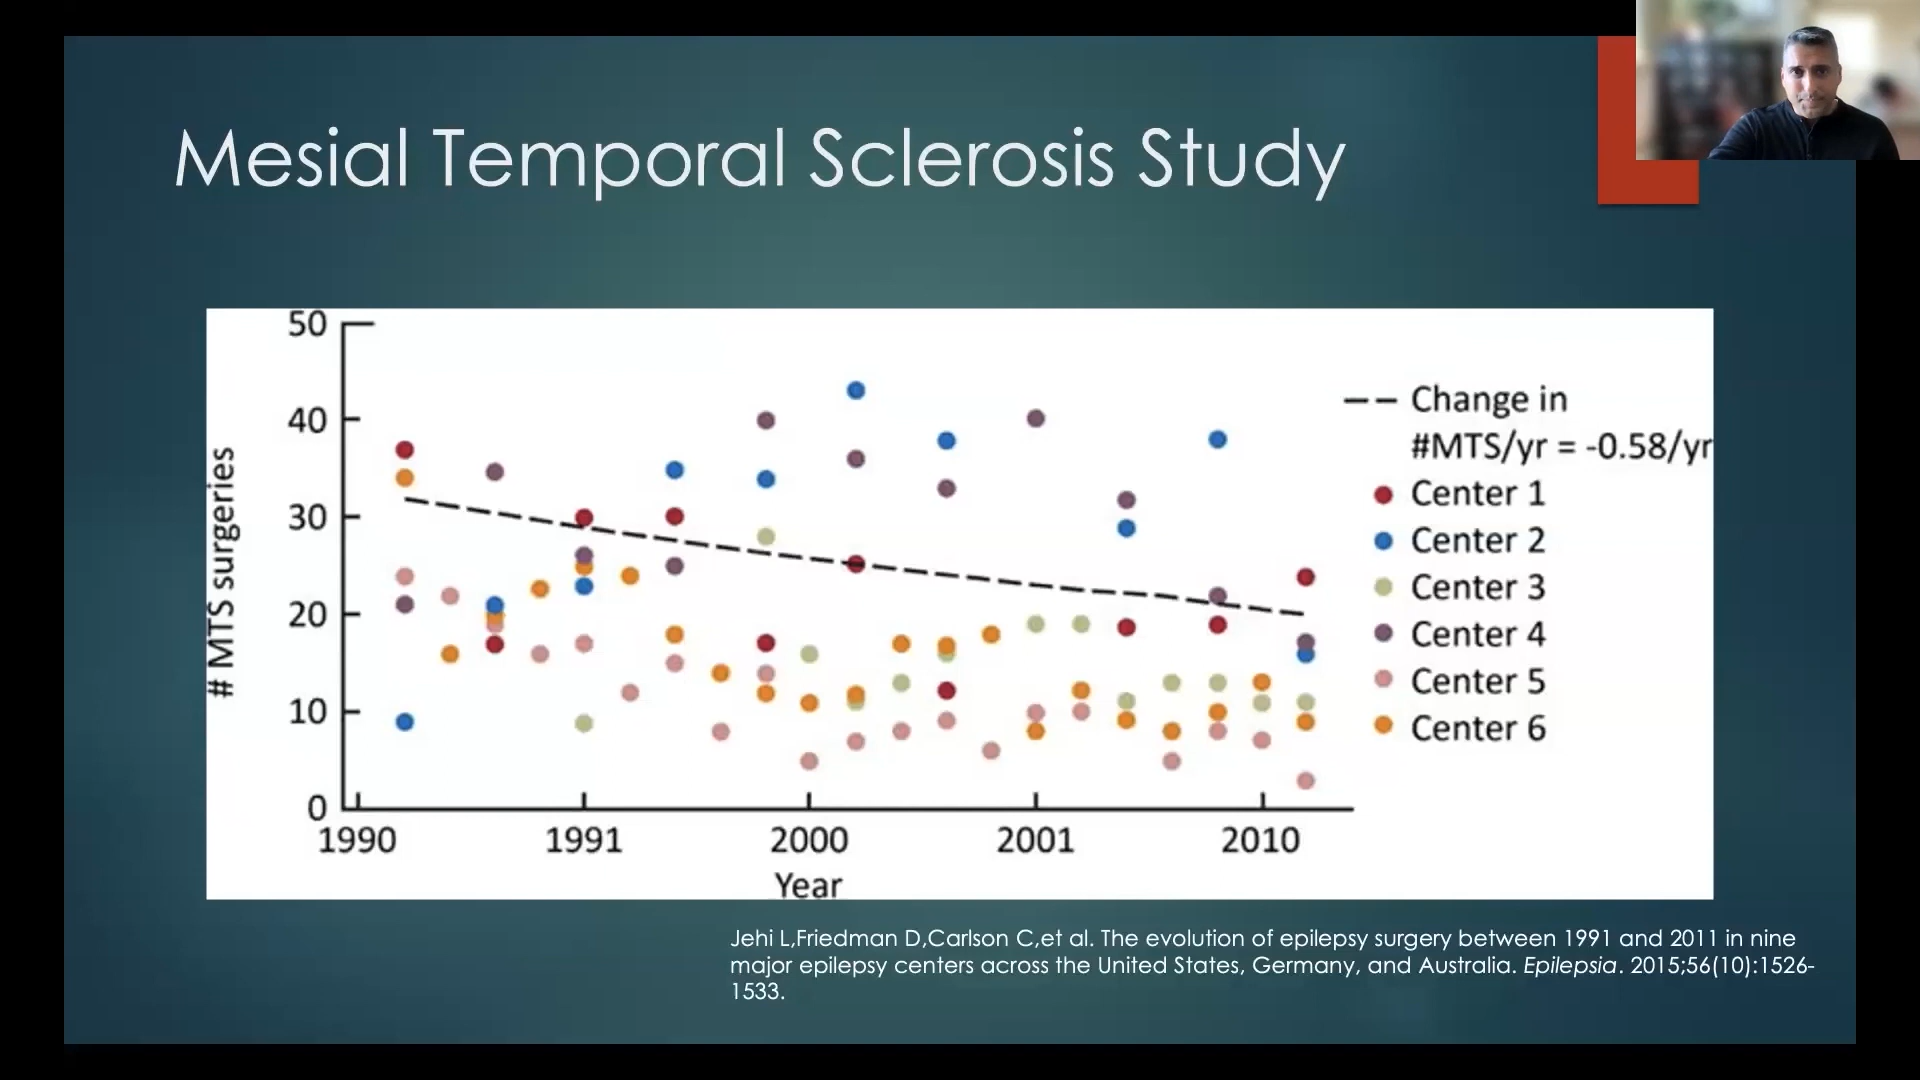 Mesial Temporal Sclerosis Study
50
40
30
20
10
0
# MTS surgeries
1990 1991 2000 2001 2010
Year
Change in
#MTS/yr = -0.58/yr
Center 1
Center 2
Center 3
Center 4
Center 5
Center 6
Jehi L,Friedman D,Carlson C,et al. The evolution of epilepsy surgery between 1991 and 2011 in nine
major epilepsy centers across the United States, Germany, and Australia. Epilepsia. 2015;56(10):1526-
1533.